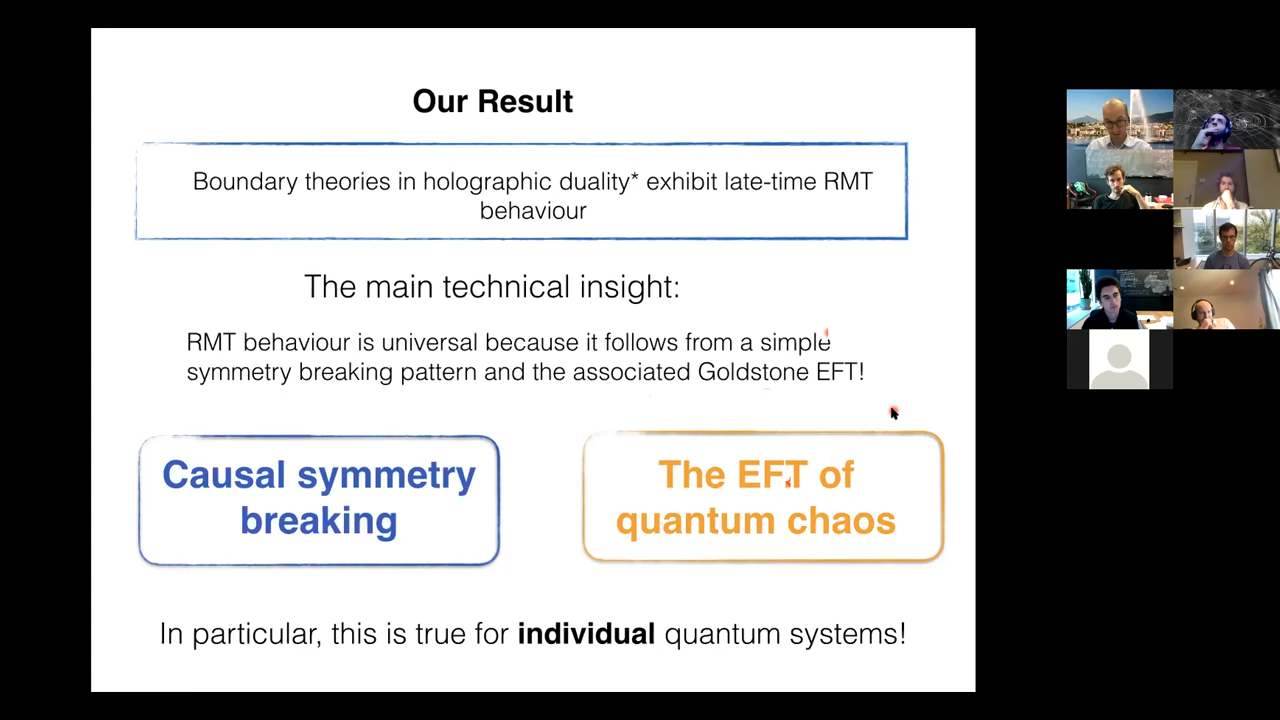 Our Result
Boundary theories in holographic duality* exhibit late-time RMT
behaviour
The main technical insight:
RMT behaviour is universal because it follows from a simple
symmetry breaking pattern and the associated Goldstone EFT!
Causal symmetry
breaking
The EFT of
quantum chaos
In particular, this is true for individual quantum systems!